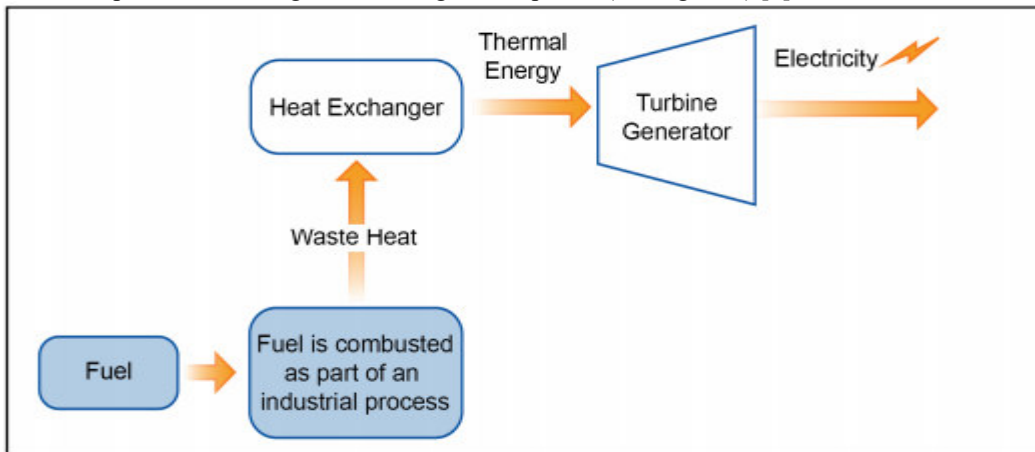 Thermal
Energy
Electricity
Heat Exchanger
Turbine
Generator
Waste Heat
Fuel
Fuel is combusted
as part of an
industrial process